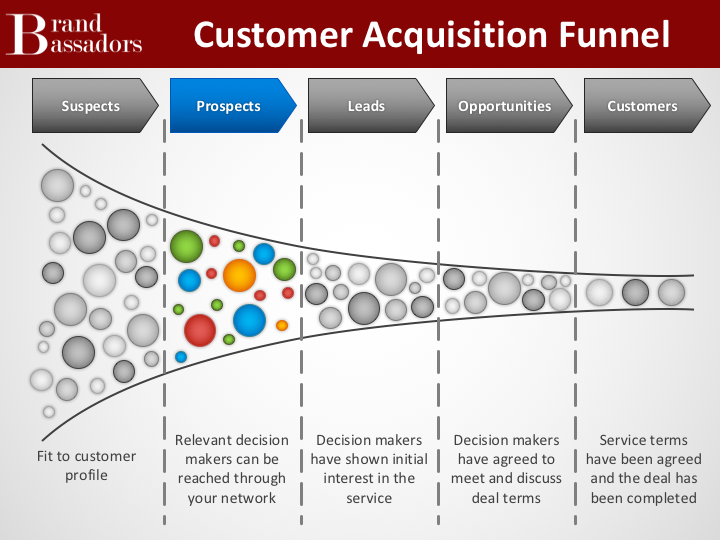 Brand
Bassadors
Customer Acquisition Funnel
Suspects
Prospects
Leads
Opportunities
Customers
Fit to customer
profile
Relevant decision
makers can be
reached through
your network
Decision makers
have shown initial
interest in the
service
Decision makers
have agreed to
meet and discuss
deal terms
Service terms
have been agreed
and the deal has
been completed